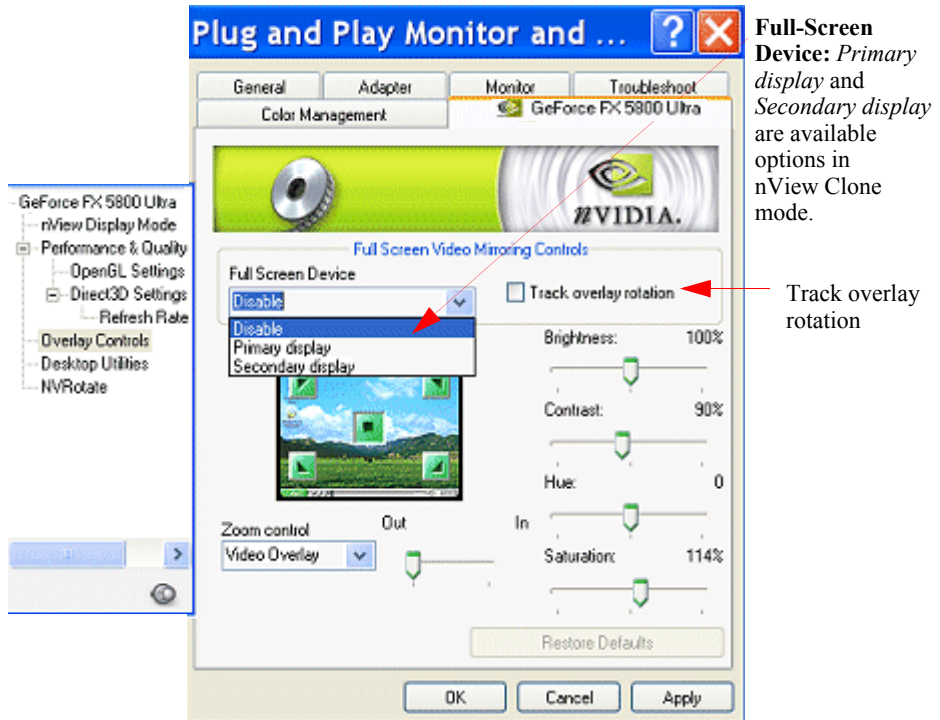 Plug and Play Monitor and ...
General
Adapter
Monitor
Troubleshoot
Color Management
GeForce FX 5800 Ultra
NVIDIA.
Full Screen Video Mirroring Controls
Full Screen Device
Disable
Track overlay rotation
Disable
Primary display
Secondary display
Brightness:
100%
Contrast:
90%
Hue:
0
Saturation:
114%
Zoom control
Out
In
Video Overlay
Restore Defaults
OK
Cancel
Apply
GeForce FX 5800 Ultra
nView Display Mode
Performance & Quality
OpenGL Settings
Direct3D Settings
Refresh Rate
Overlay Controls
Desktop Utilities
NVRotate
Full-Screen
Device: Primary
display and
Secondary display
are available
options in
nView Clone
mode.
Track overlay
rotation